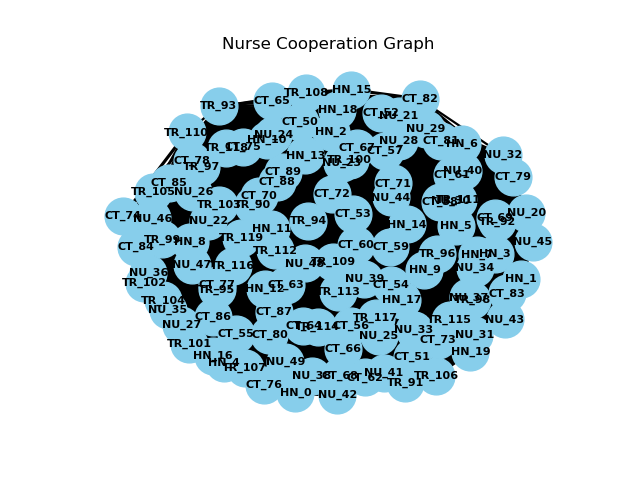 Nurse Cooperation Graph
HN_15
TR_108
CT_82
CT_65
TR_93
HN_18
CT_52
NU_21
CT_50
NU_29
HN_2
TR_110
NU_24
HN_10
NU_28
CT_81
HN_6
CT_75
TR_118
CT_67
CT_57
HN_13
NU_32
TR_100
CT_78
NU_23
TR_97
NU_40
CT_89
CT_61
CT_79
CT_85
CT_88
CT_71
TR_105
NU_26
CT_72
CT_70
NU_44
TR_103
TR_90
TR_111
NU_20
CT_74
NU_46
CT_53
CT_69
NU_22
TR_94
TR_92
HN_14
HN_5
HN_11
TR_99
TR_119
HN_8
NU_45
CT_84
CT_60
CT_59
TR_112
TR_96
HN_3
TR_109
NU_47
TR_116
NU_34
HN_9
NU_36
HN_1
NU_39
TR_102
CT_77
CT_63
CT_54
HN_12
TR_95
TR_113
CT_83
TR_98
HN_17
TR_104
NU_35
CT_87
CT_86
TR_117
TR_115
NU_43
NU_27
CT_64
TR_114
CT_56
NU_33
CT_55
CT_80
NU_25
NU_31
CT_73
TR_101
CT_66
HN_19
HN_16
CT_51
HN_4
NU_49
TR_107
NU_41
NU_38
CT_68
CT_62
TR_106
TR_91
CT_76
HN_0
NU_42